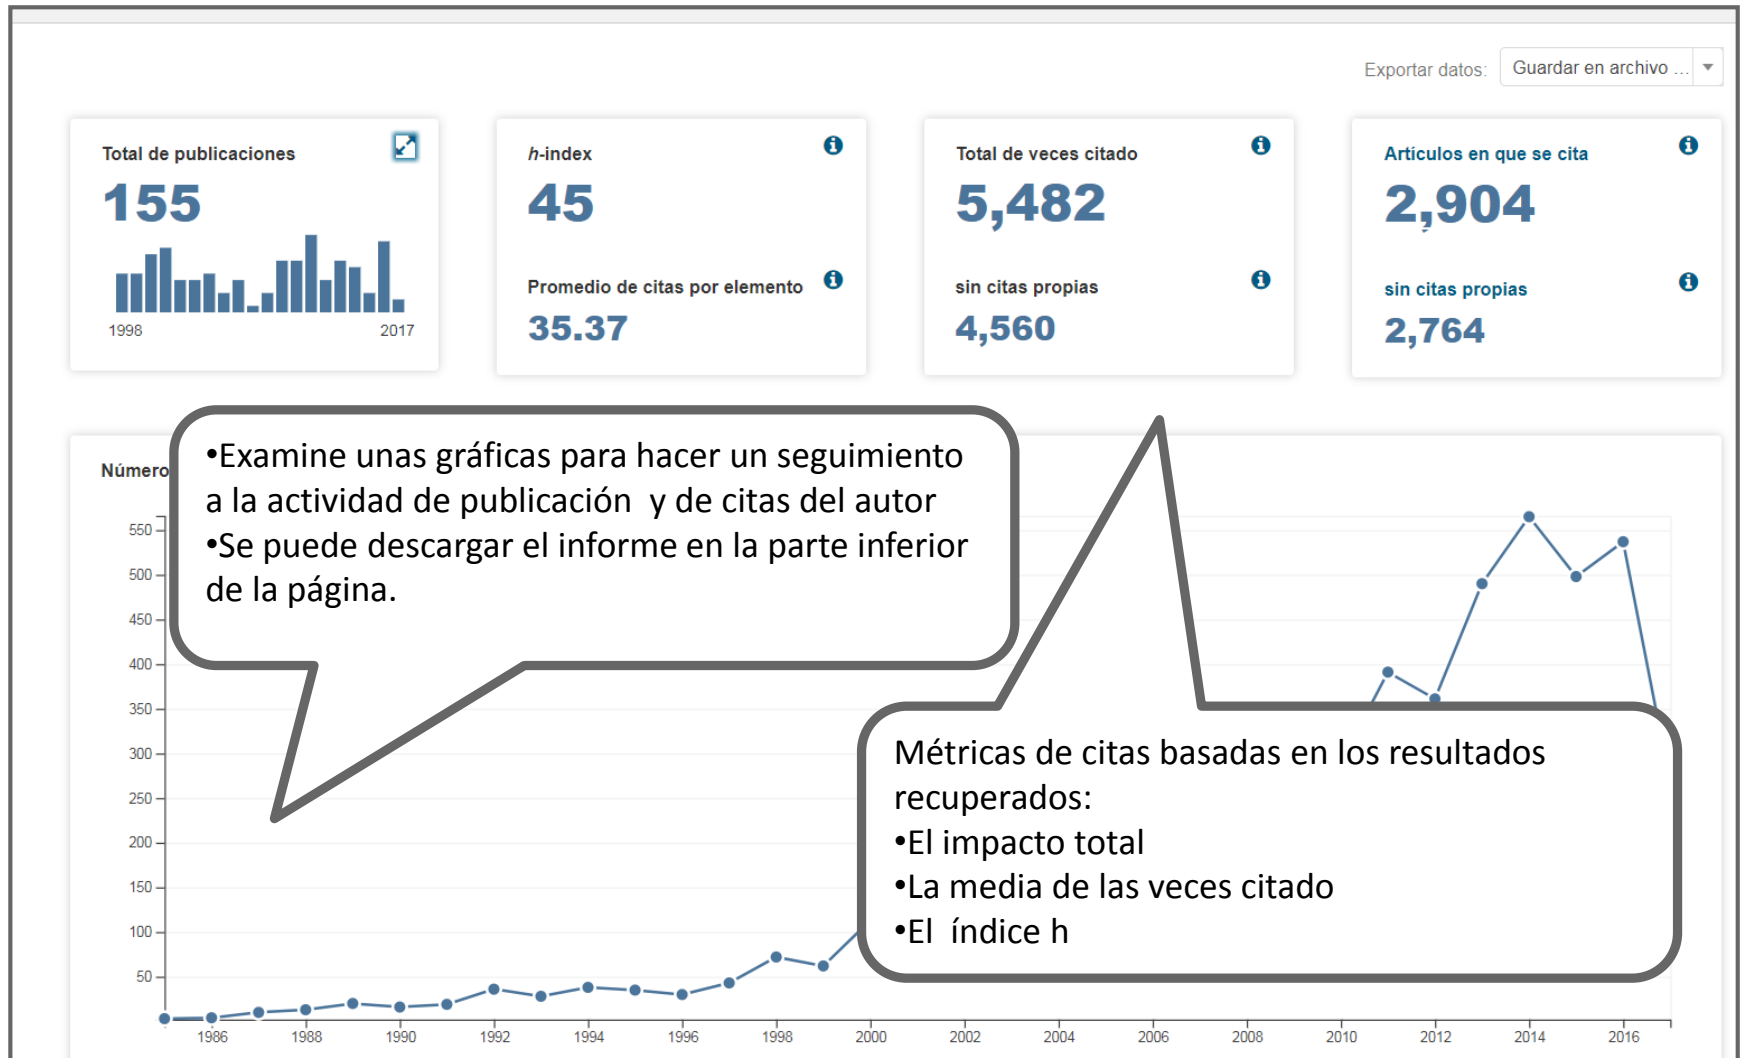 Exportar datos: Guardar en archivo ...
Total de publicaciones
155
1998 2017
h-index
45
Promedio de citas por elemento
35.37
Total de veces citado
5,482
sin citas propias
4,560
Artículos en que se cita
2,904
sin citas propias
2,764
•Examine unas gráficas para hacer un seguimiento
a la actividad de publicación y de citas del autor
•Se puede descargar el informe en la parte inferior
de la página.
Número
550
500
450
400
350
300
250
200
150
100
50
Métricas de citas basadas en los resultados
recuperados:
•El impacto total
•La media de las veces citado
•El índice h
1986 1988 1990 1992 1994 1996 1998 2000 2002 2004 2006 2008 2010 2012 2014 2016